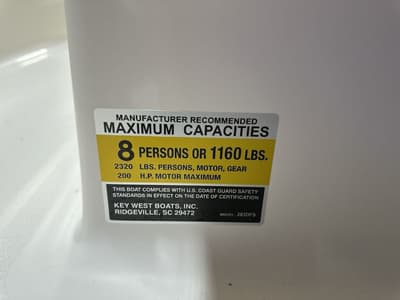 MANUFACTURER RECOMMENDED
MAXIMUM CAPACITIES
8 PERSONS OR 1160 LBS.
2320 LBS. PERSONS, MOTOR, GEAR
200 H.P. MOTOR MAXIMUM
THIS BOAT COMPLIES WITH U.S. COAST GUARD SAFETY
STANDARDS IN EFFECT ON THE DATE OF CERTIFICATION
KEY WEST BOATS, INC.
RIDGEVILLE, SC 29472
MODEL: